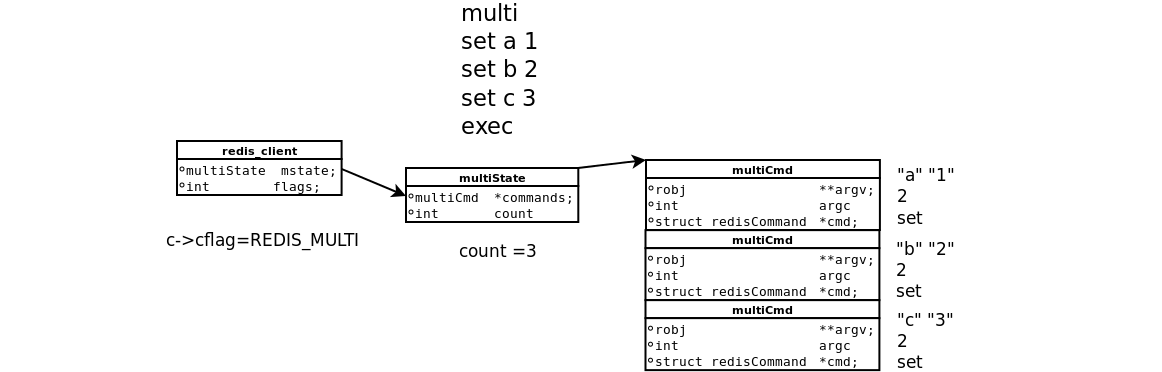 multi
set a 1
set b 2
set c 3
exec
redis_client
multiState mstate;
int flags;
c->cflag=REDIS_MULTI
multiState
multiCmd *commands;
int count
count =3
multiCmd
robj **argv;
int argc
struct redisCommand *cmd;
"a" "1"
2
set
multiCmd
robj **argv;
int argc
struct redisCommand *cmd;
"b" "2"
2
set
multiCmd
robj **argv;
int argc
struct redisCommand *cmd;
"c" "3"
2
set